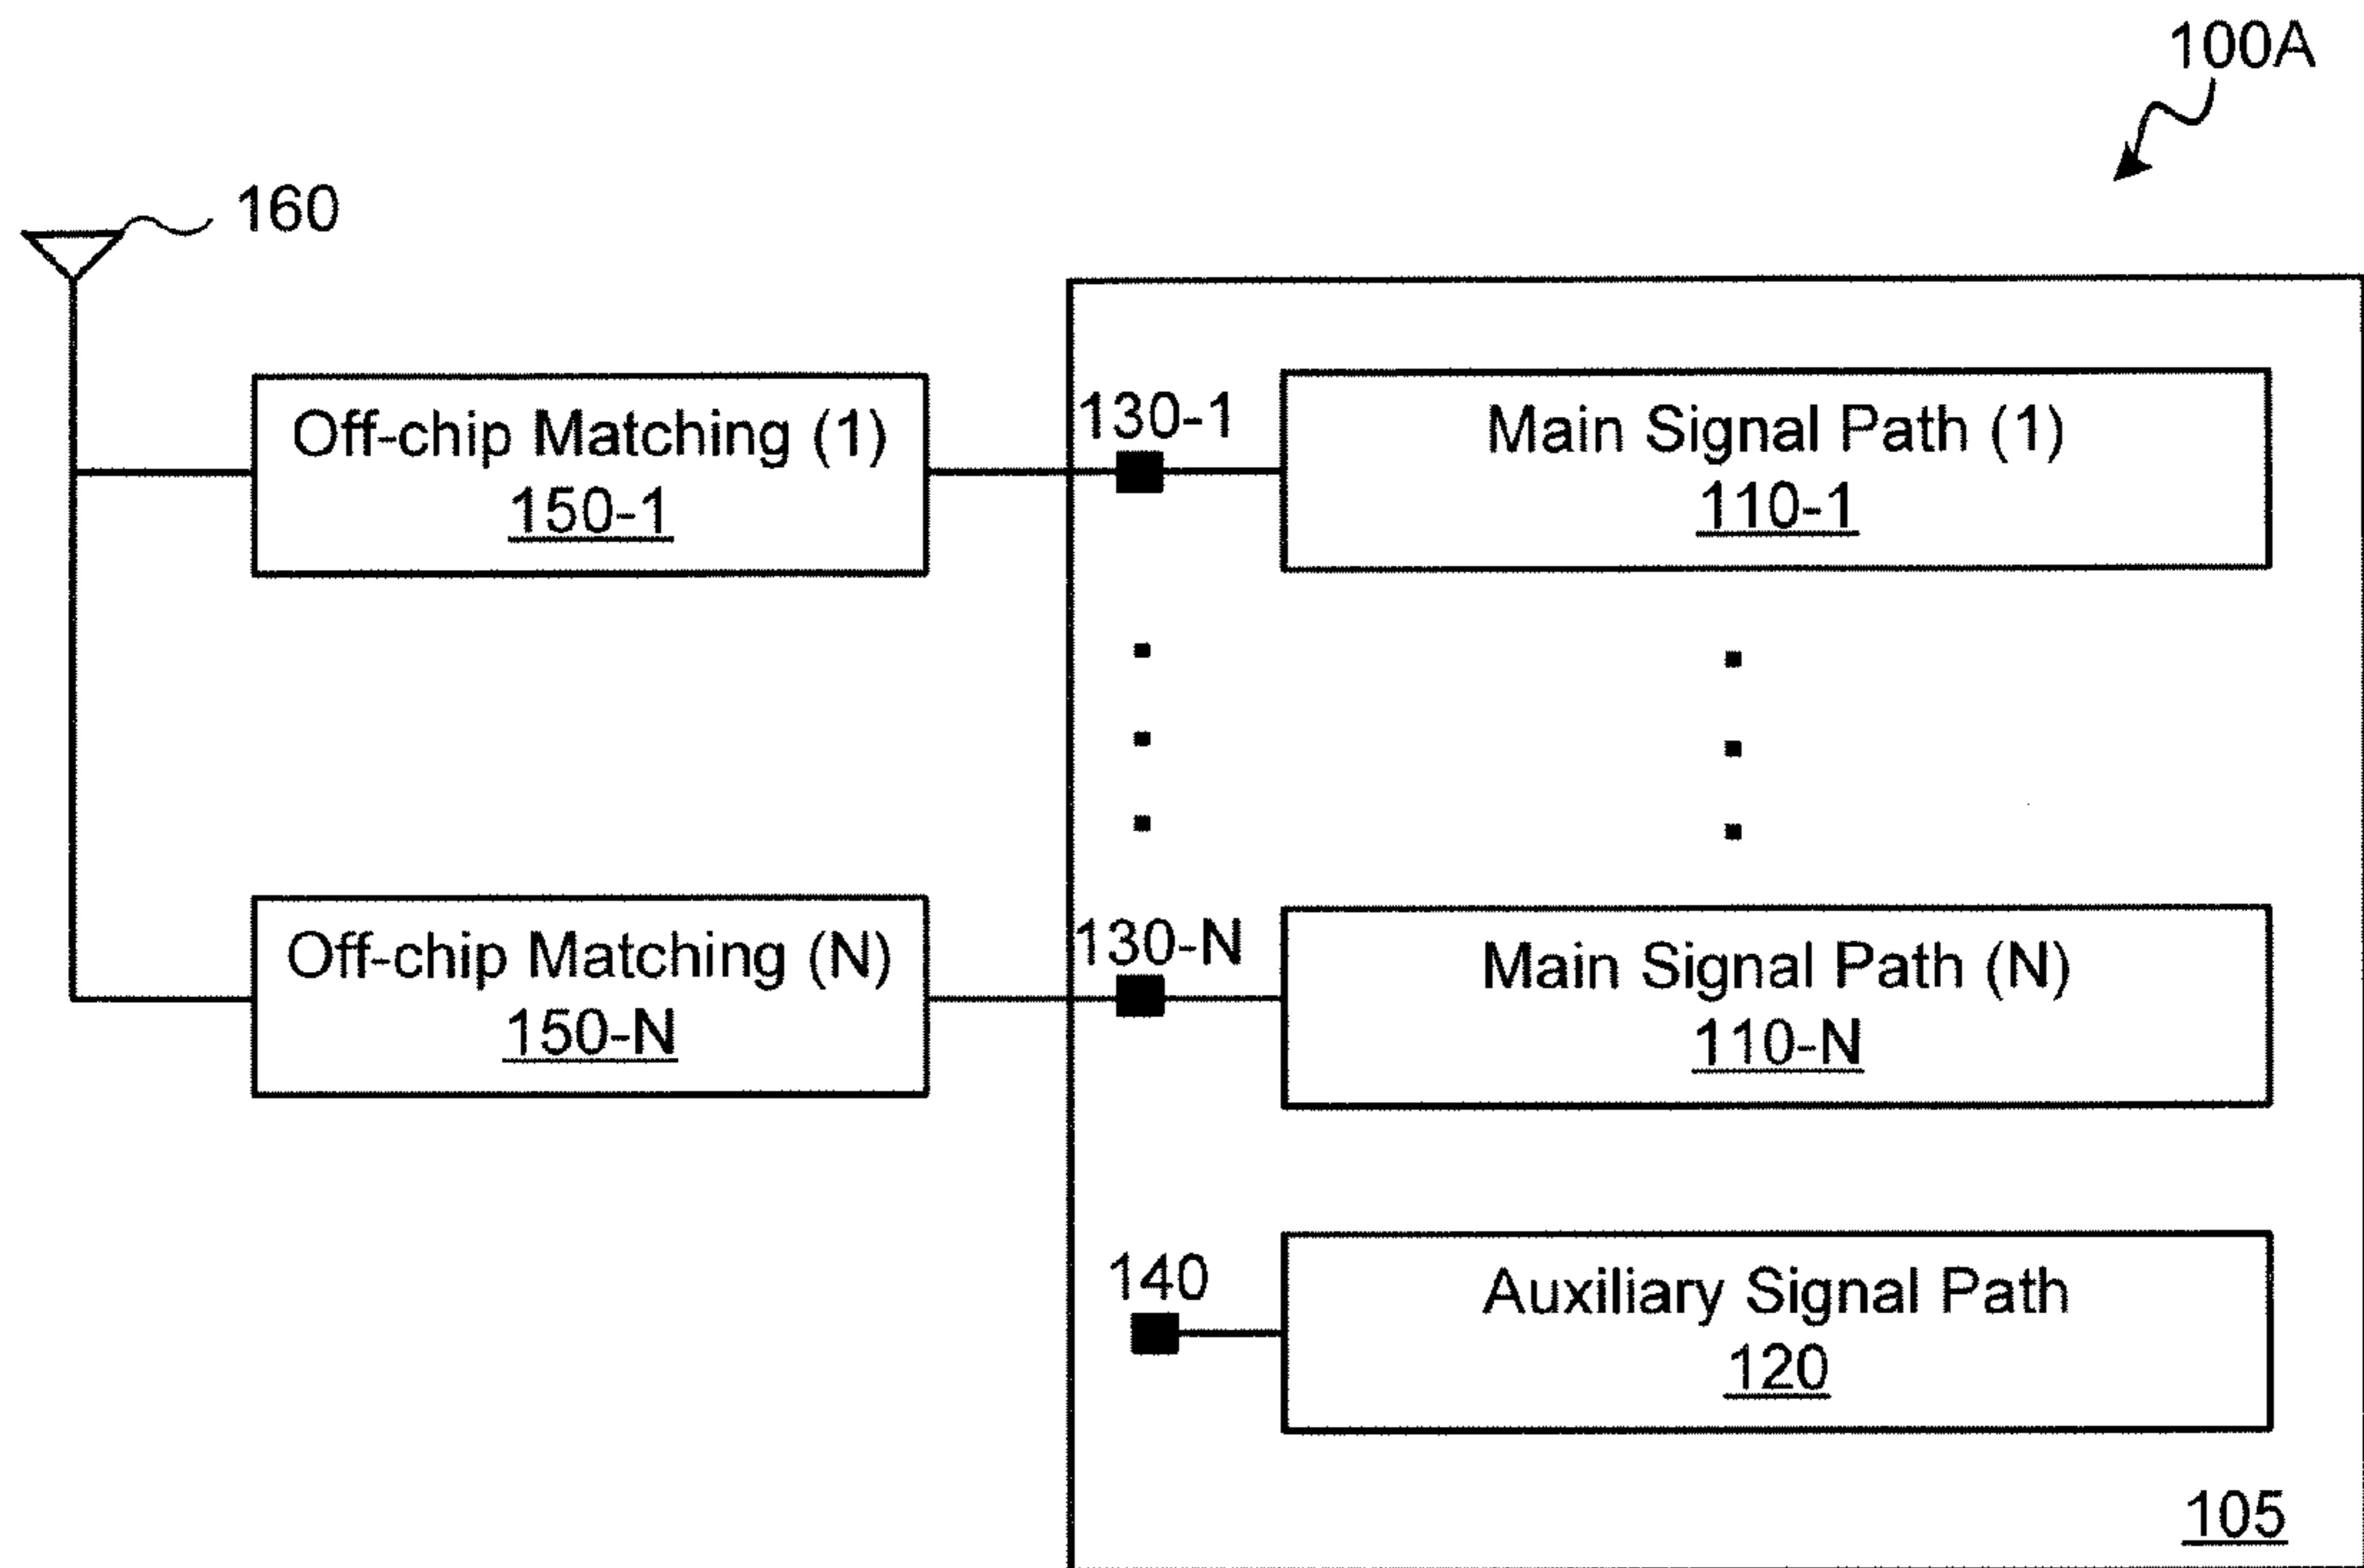 100A
160
130-1
Off-chip Matching (1)
150-1
Main Signal Path (1)
110-1
130-N
Off-chip Matching (N)
150-N
Main Signal Path (N)
110-N
140
Auxiliary Signal Path
120
105